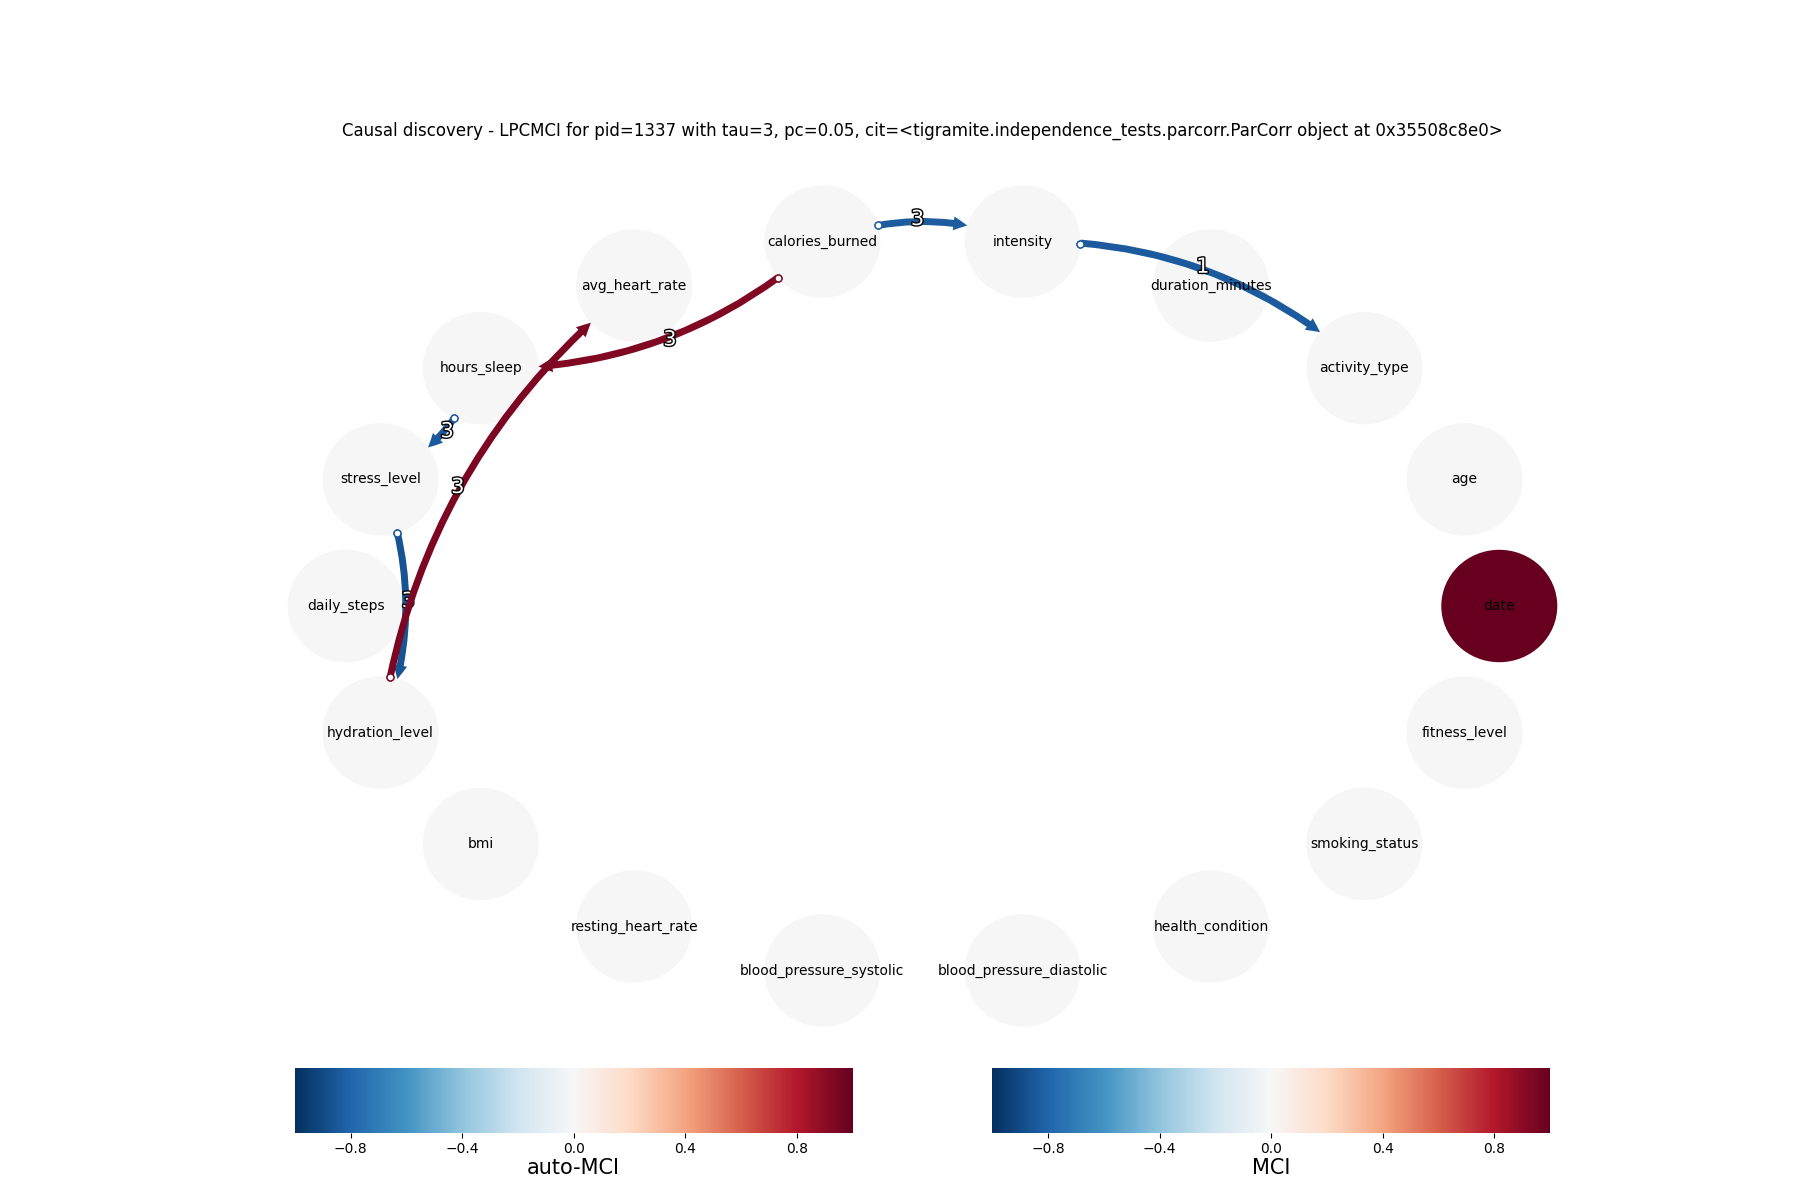 Causal discovery - LPCMCI for pid=1337 with tau=3, pc=0.05, cit=<tigramite.independence_tests.parcorr.ParCorr object at 0x35508c8e0>
calories_burned
3
intensity
1
avg_heart_rate
duration_minutes
3
hours_sleep
activity_type
3
stress_level
3
age
daily_steps
date
hydration_level
fitness_level
bmi
smoking_status
resting_heart_rate
health_condition
blood_pressure_systolic
blood_pressure_diastolic
−0.8 −0.4 0.0 0.4 0.8
auto-MCI
−0.8 −0.4 0.0 0.4 0.8
MCI